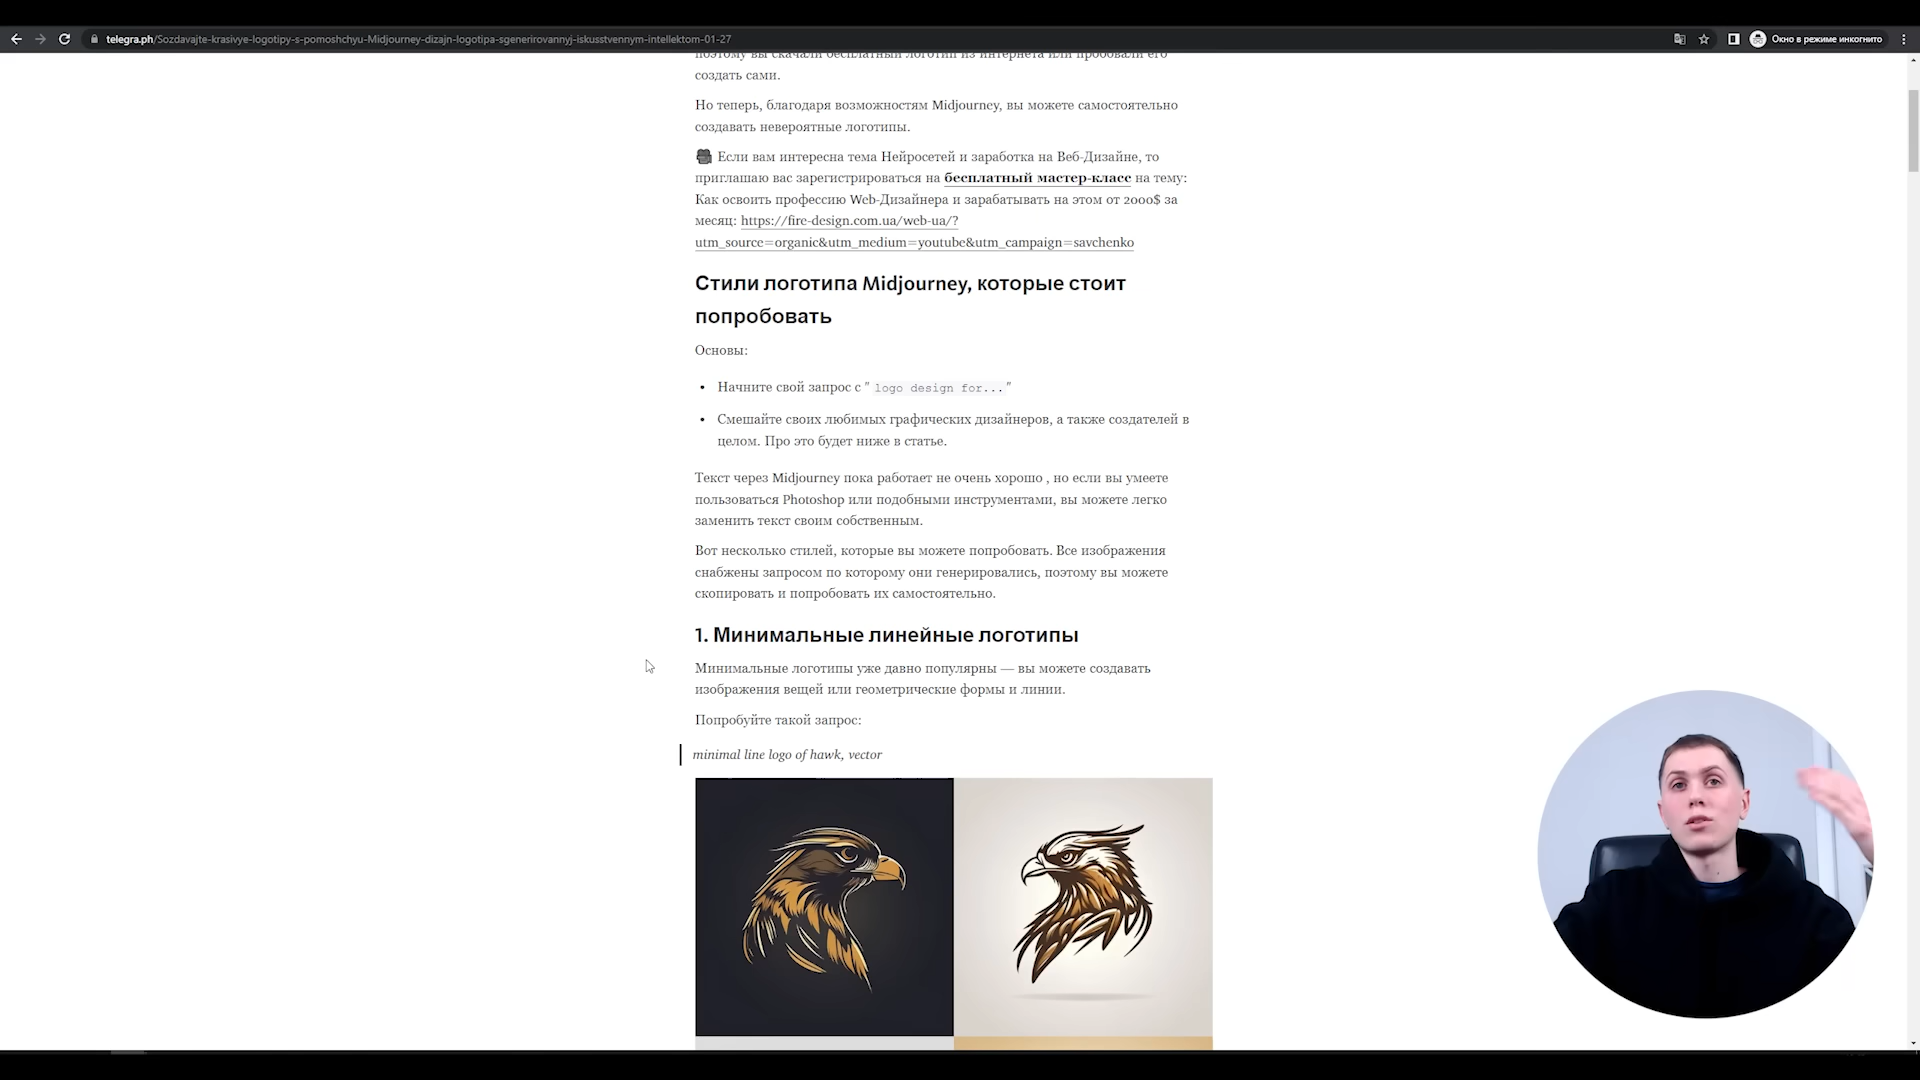 telegra.ph/Sozdavajte-krasivye-logotipy-s-pomoshchyu-Midjourney-dizajn-logotipa-sgenerirovannyj-iskusstvennym-intellektom-01-27
Окно в режиме инкогнито
поэтому вы скачали бесплатный логотип из интернета или пробовали его
создать сами.
Но теперь, благодаря возможностям Midjourney, вы можете самостоятельно
создавать невероятные логотипы.
Если вам интересна тема Нейросетей и заработка на Веб-Дизайне, то
приглашаю вас зарегистрироваться на бесплатный мастер-класс на тему:
Как освоить профессию Web-Дизайнера и зарабатывать на этом от 2000$ за
месяц: https://fire-design.com.ua/web-ua/?
utm_source=organic&utm_medium=youtube&utm_campaign=savchenko
Стили логотипа Midjourney, которые стоит
попробовать
Основы:
• Начните свой запрос с " logo design for... "
• Смешайте своих любимых графических дизайнеров, а также создателей в
целом. Про это будет ниже в статье.
Текст через Midjourney пока работает не очень хорошо , но если вы умеете
пользоваться Photoshop или подобными инструментами, вы можете легко
заменить текст своим собственным.
Вот несколько стилей, которые вы можете попробовать. Все изображения
снабжены запросом по которому они генерировались, поэтому вы можете
скопировать и попробовать их самостоятельно.
1. Минимальные линейные логотипы
Минимальные логотипы уже давно популярны — вы можете создавать
изображения вещей или геометрические формы и линии.
Попробуйте такой запрос:
minimal line logo of hawk, vector